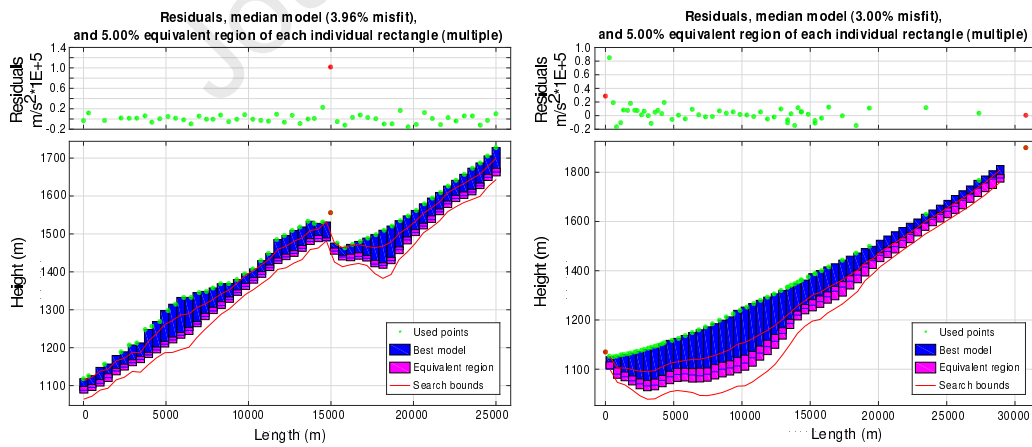 Residuals, median model (3.96% misfit),
and 5.00% equivalent region of each individual rectangle (multiple)
Residuals
m/s²*1E+5
1.4
1.0
0.6
0.2
-0.2
Height (m)
1700
1600
1500
1400
1300
1200
1100
Used points
Best model
Equivalent region
Search bounds
0
5000
10000
15000
20000
25000
Length (m)
Residuals, median model (3.00% misfit),
and 5.00% equivalent region of each individual rectangle (multiple)
Residuals
m/s²*1E+5
1.0
0.8
0.6
0.4
0.2
0
-0.2
Height (m)
1800
1600
1400
1200
1100
Used points
Best model
Equivalent region
Search bounds
0
5000
10000
15000
20000
25000
30000
Length (m)